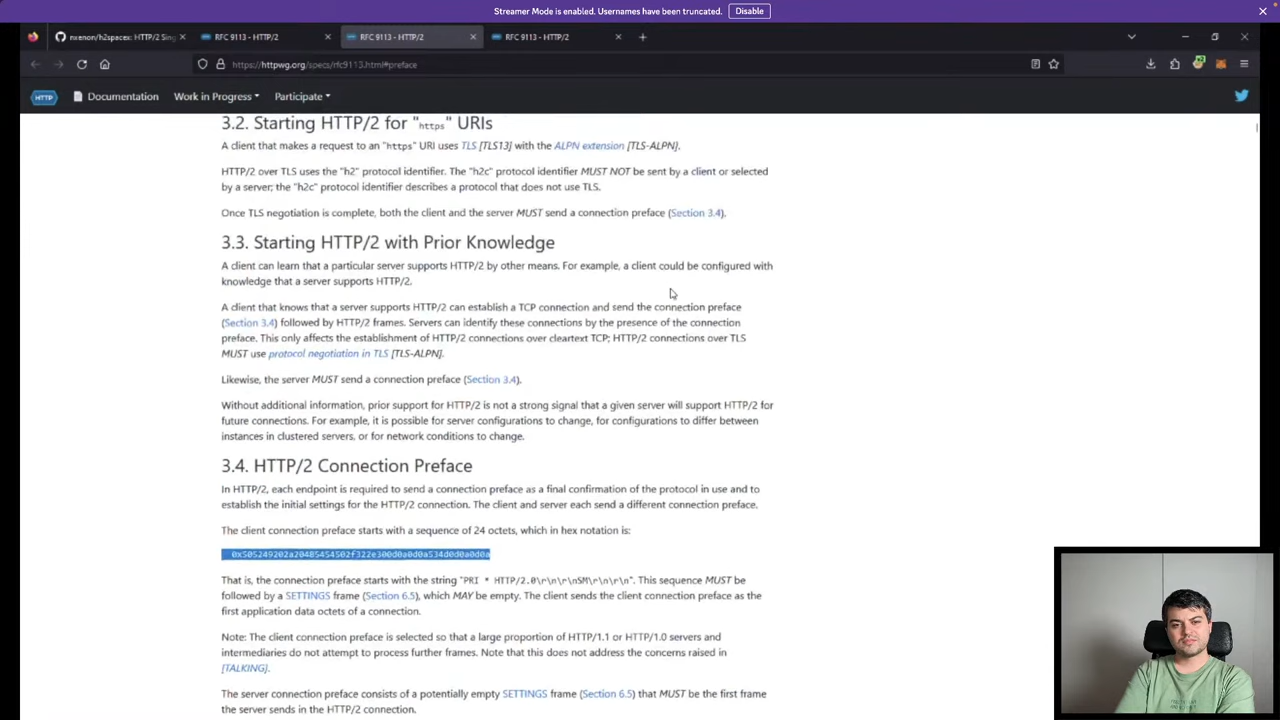 Streamer Mode is enabled. Usernames have been truncated. Disable
nxenon/h2spacex: HTTP/2 Sing
RFC 9113 - HTTP/2
RFC 9113 - HTTP/2
RFC 9113 - HTTP/2
https://httpwg.org/specs/rfc9113.html#preface
HTTP Documentation Work in Progress Participate
3.2. Starting HTTP/2 for "https" URIs
A client that makes a request to an "https" URI uses TLS [TLS13] with the ALPN extension [TLS-ALPN].
HTTP/2 over TLS uses the "h2" protocol identifier. The "h2c" protocol identifier MUST NOT be sent by a client or selected
by a server; the "h2c" protocol identifier describes a protocol that does not use TLS.
Once TLS negotiation is complete, both the client and the server MUST send a connection preface (Section 3.4).
3.3. Starting HTTP/2 with Prior Knowledge
A client can learn that a particular server supports HTTP/2 by other means. For example, a client could be configured with
knowledge that a server supports HTTP/2.
A client that knows that a server supports HTTP/2 can establish a TCP connection and send the connection preface
(Section 3.4) followed by HTTP/2 frames. Servers can identify these connections by the presence of the connection
preface. This only affects the establishment of HTTP/2 connections over cleartext TCP; HTTP/2 connections over TLS
MUST use protocol negotiation in TLS [TLS-ALPN].
Likewise, the server MUST send a connection preface (Section 3.4).
Without additional information, prior support for HTTP/2 is not a strong signal that a given server will support HTTP/2 for
future connections. For example, it is possible for server configurations to change, for configurations to differ between
instances in clustered servers, or for network conditions to change.
3.4. HTTP/2 Connection Preface
In HTTP/2, each endpoint is required to send a connection preface as a final confirmation of the protocol in use and to
establish the initial settings for the HTTP/2 connection. The client and server each send a different connection preface.
The client connection preface starts with a sequence of 24 octets, which in hex notation is:
0x505249202a20485454502f322e300d0a0d0a534d0d0a0d0a
That is, the connection preface starts with the string "PRI * HTTP/2.0\r\n\r\nSM\r\n\r\n". This sequence MUST be
followed by a SETTINGS frame (Section 6.5), which MAY be empty. The client sends the client connection preface as the
first application data octets of a connection.
Note: The client connection preface is selected so that a large proportion of HTTP/1.1 or HTTP/1.0 servers and
intermediaries do not attempt to process further frames. Note that this does not address the concerns raised in
[TALKING].
The server connection preface consists of a potentially empty SETTINGS frame (Section 6.5) that MUST be the first frame
the server sends in the HTTP/2 connection.